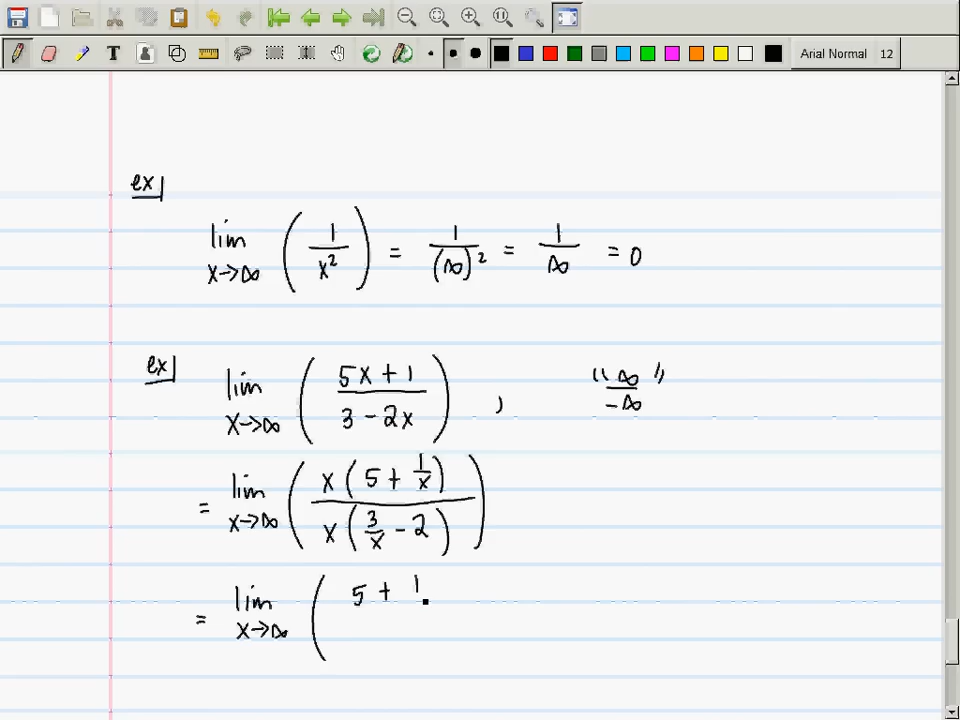 Arial Normal 12
ex
lim x→∞ ( 1 / x² ) = 1 / (∞)² = 1 / ∞ = 0
ex lim x→∞ ( 5x + 1 / 3 - 2x ) , " ∞ / -∞ "
= lim x→∞ ( x ( 5 + 1/x ) / x ( 3/x - 2 ) )
= lim x→∞ ( 5 + 1